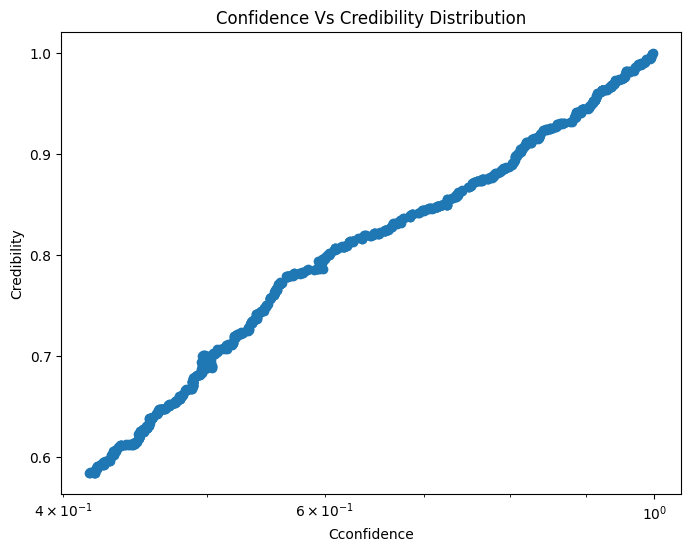 Confidence Vs Credibility Distribution
1.0
0.9
0.8
0.7
0.6
Credibility
4 × 10⁻¹
6 × 10⁻¹
10⁰
Cconfidence